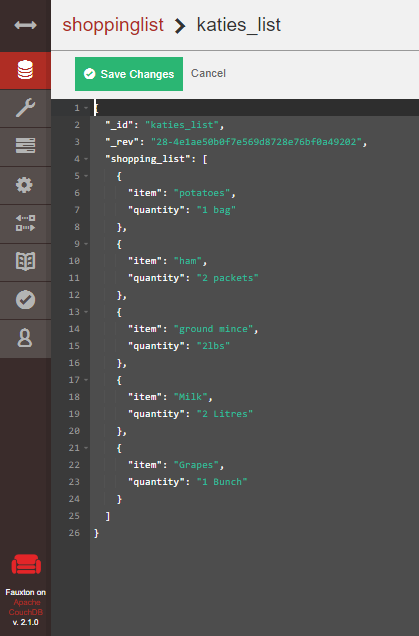 shoppinglist > katies_list
Save Changes Cancel
1 {
2 "_id": "katies_list",
3 "_rev": "28-4e1ae50b0f7e569d8728e76bf0a49202",
4 "shopping_list": [
5 {
6 "item": "potatoes",
7 "quantity": "1 bag"
8 },
9 {
10 "item": "ham",
11 "quantity": "2 packets"
12 },
13 {
14 "item": "ground mince",
15 "quantity": "2lbs"
16 },
17 {
18 "item": "Milk",
19 "quantity": "2 Litres"
20 },
21 {
22 "item": "Grapes",
23 "quantity": "1 Bunch"
24 }
25 ]
26 }
Fauxton on
Apache
CouchDB
v. 2.1.0